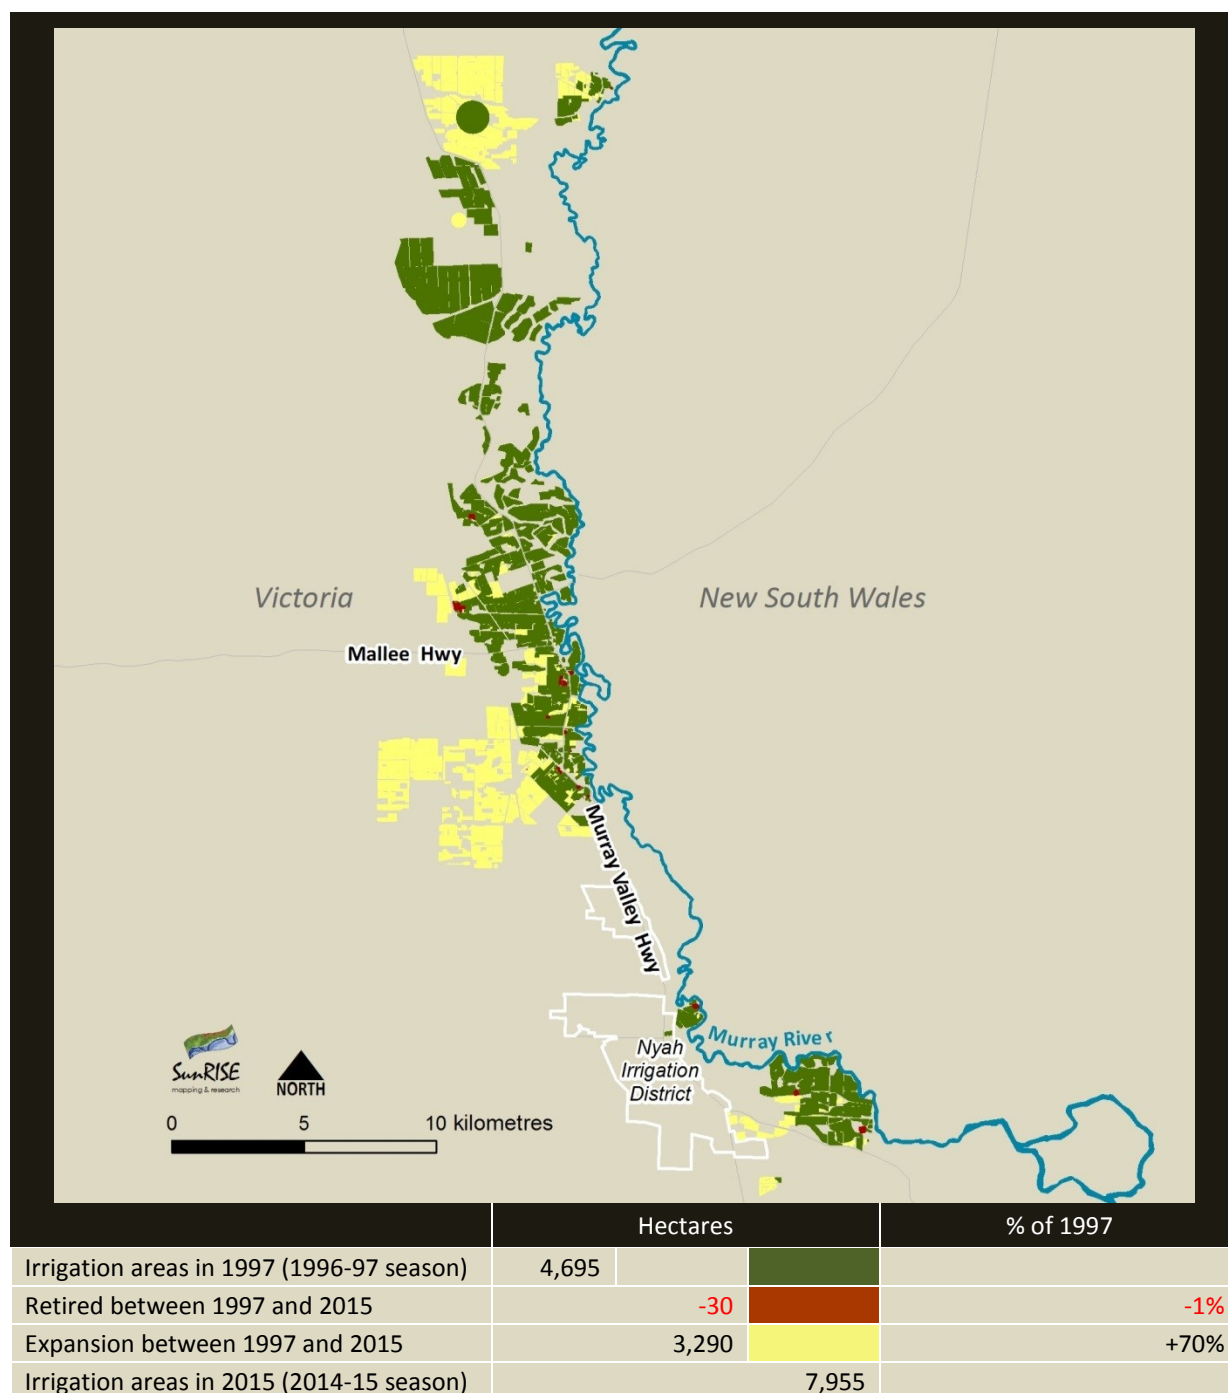 Victoria
New South Wales
Mallee Hwy
Murray Valley Hwy
Murray River
Nyah
Irrigation
District
SunRISE
mapping & research
NORTH
0 5 10 kilometres
Hectares % of 1997
Irrigation areas in 1997 (1996-97 season) 4,695
Retired between 1997 and 2015 -30 -1%
Expansion between 1997 and 2015 3,290 +70%
Irrigation areas in 2015 (2014-15 season) 7,955